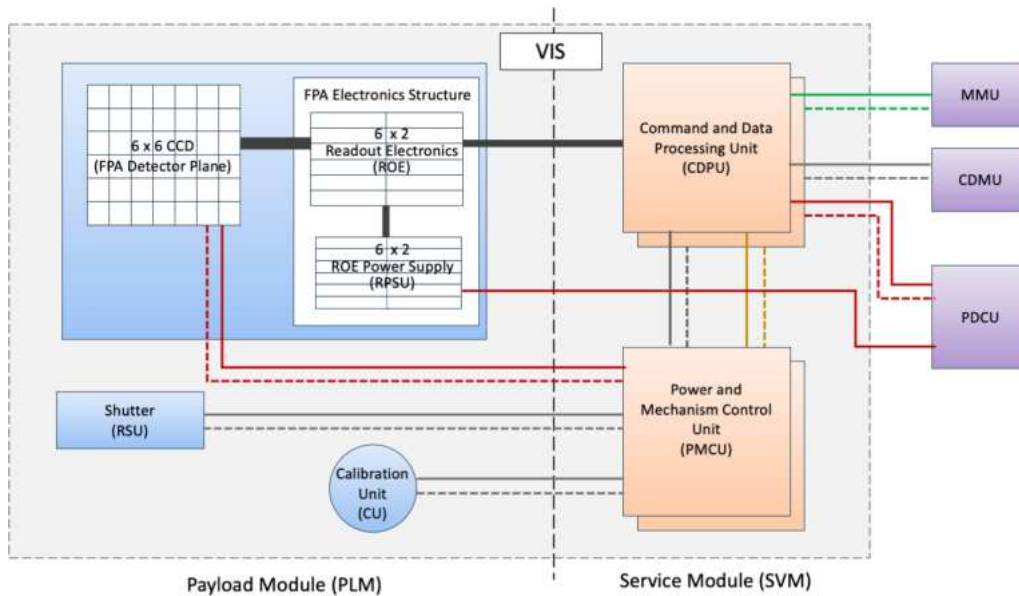 VIS
FPA Electronics Structure
6 x 6 CCD
(FPA Detector Plane)
6 x 2
Readout Electronics
(ROE)
6 x 2
ROE Power Supply
(RPSU)
Command and Data
Processing Unit
(CDPU)
MMU
CDMU
PDCU
Power and
Mechanism Control
Unit
(PMCU)
Shutter
(RSU)
Calibration
Unit
(CU)
Payload Module (PLM)
Service Module (SVM)